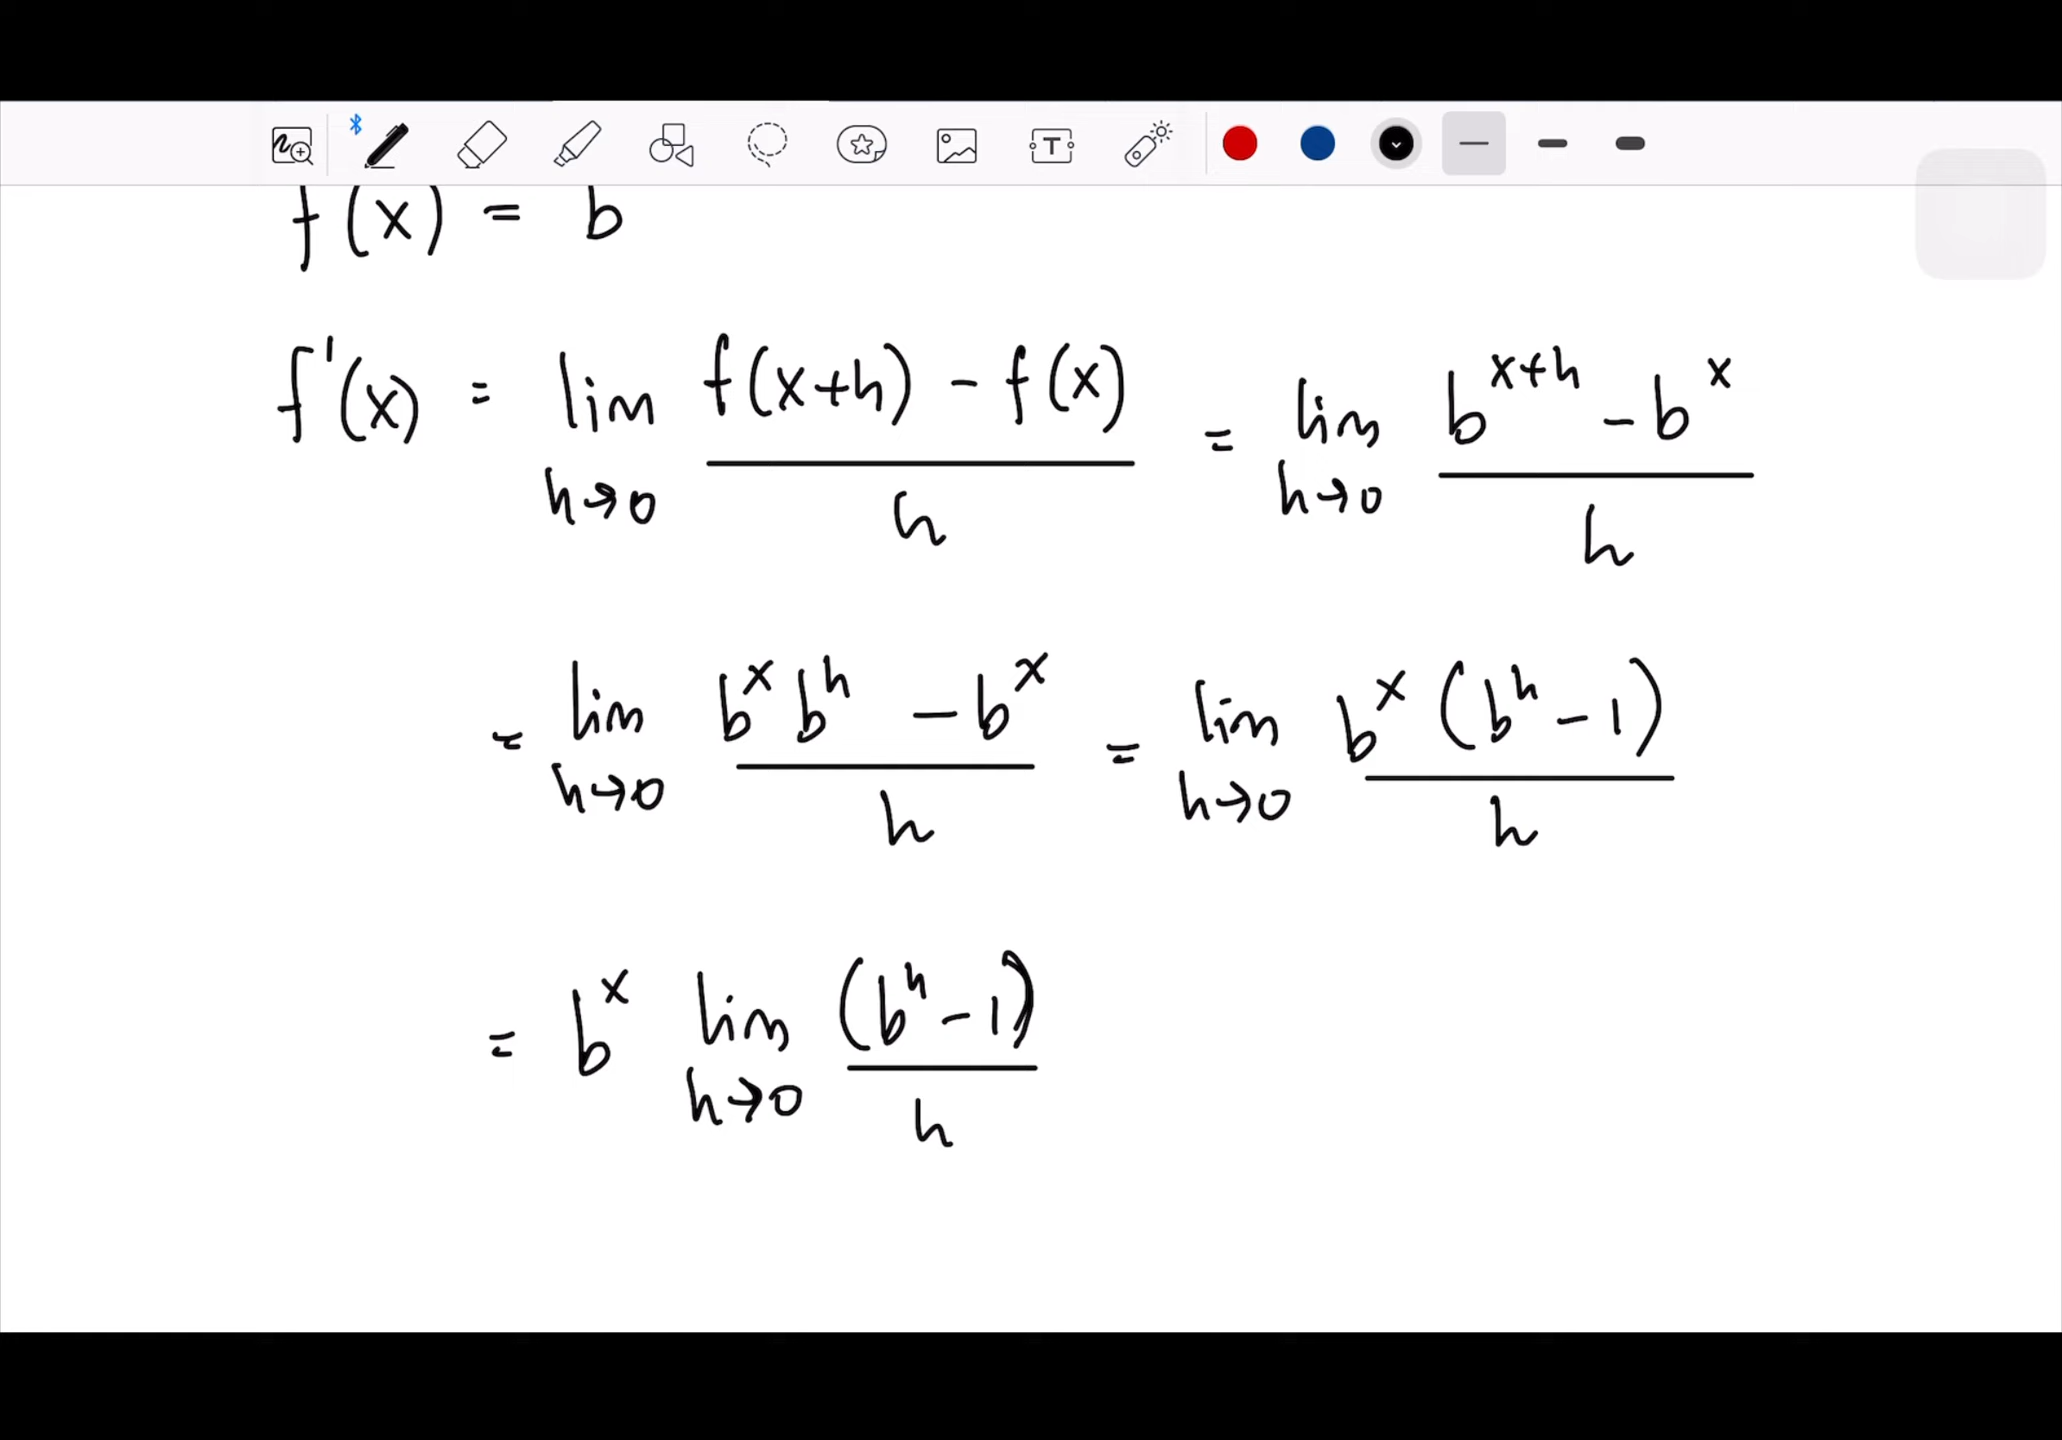 f(x) = b
f'(x) = lim h→0 f(x+h) - f(x) / h = lim h→0 b^{x+h} - b^x / h
= lim h→0 b^x b^h - b^x / h = lim h→0 b^x (b^h - 1) / h
= b^x lim h→0 (b^h - 1) / h